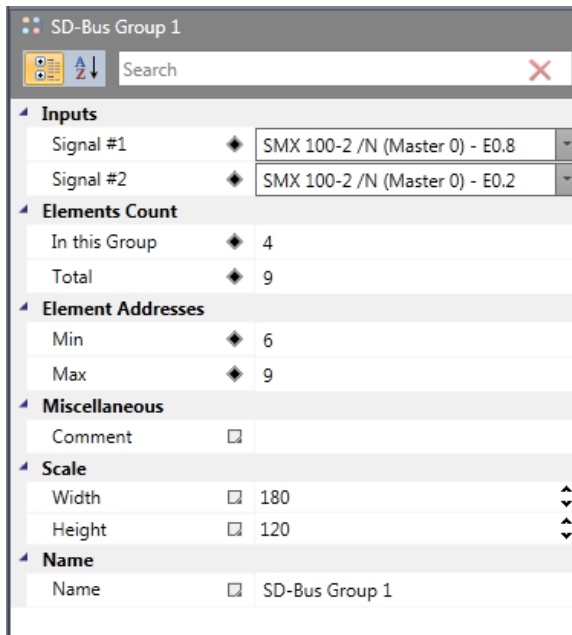 SD-Bus Group 1
A Z Search
Inputs
Signal #1 SMX 100-2 /N (Master 0) - E0.8
Signal #2 SMX 100-2 /N (Master 0) - E0.2
Elements Count
In this Group 4
Total 9
Element Addresses
Min 6
Max 9
Miscellaneous
Comment
Scale
Width 180
Height 120
Name
Name SD-Bus Group 1